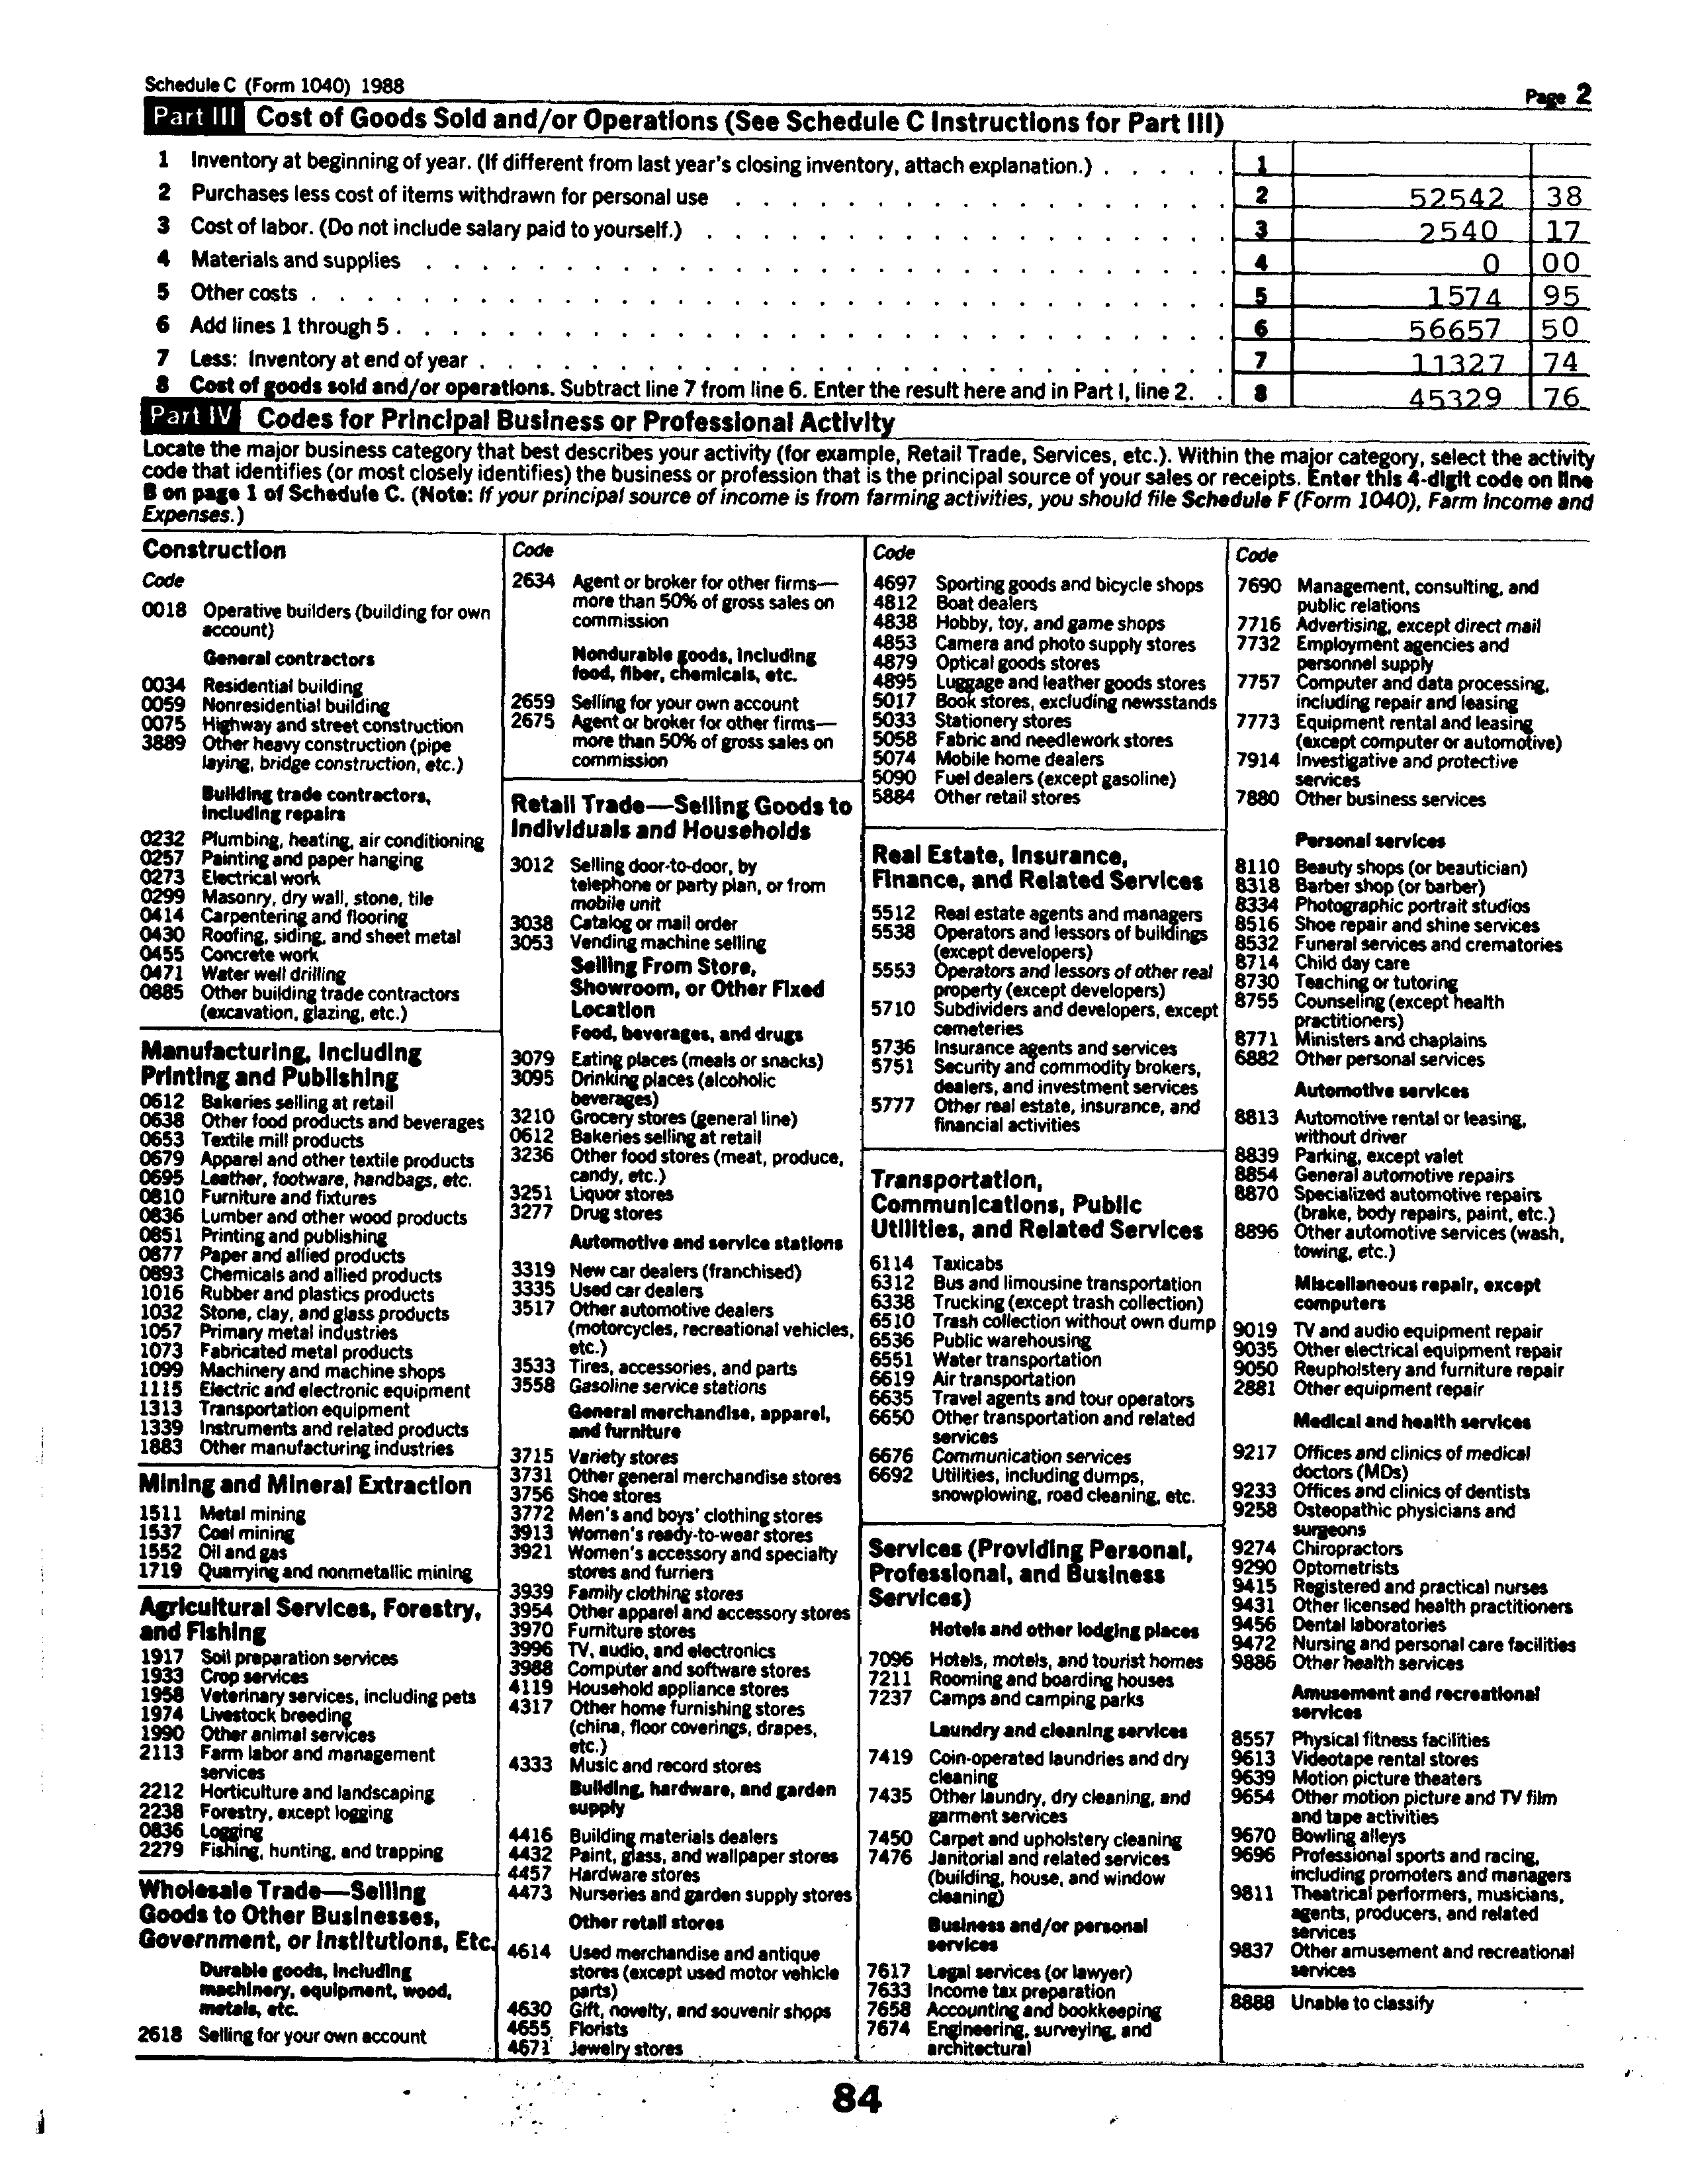 Schedule C (Form 1040) 1988
Page 2
Part III Cost of Goods Sold and/or Operations (See Schedule C Instructions for Part III)
1 Inventory at beginning of year. (If different from last year's closing inventory, attach explanation.) . . . . . 1
2 Purchases less cost of items withdrawn for personal use . . . . . . . . . . . . . . . . . . 2 52542 38
3 Cost of labor. (Do not include salary paid to yourself.) . . . . . . . . . . . . . . . . . . . 3 2540 17
4 Materials and supplies . . . . . . . . . . . . . . . . . . . . . . . . . . . . . 4 0 00
5 Other costs . . . . . . . . . . . . . . . . . . . . . . . . . . . . . . . . . 5 1574 95
6 Add lines 1 through 5 . . . . . . . . . . . . . . . . . . . . . . . . . . . . . . 6 56657 50
7 Less: Inventory at end of year . . . . . . . . . . . . . . . . . . . . . . . . . . . 7 11327 74
8 Cost of goods sold and/or operations. Subtract line 7 from line 6. Enter the result here and in Part I, line 2. . 8 45329 76
Part IV Codes for Principal Business or Professional Activity
Locate the major business category that best describes your activity (for example, Retail Trade, Services, etc.). Within the major category, select the activity
code that identifies (or most closely identifies) the business or profession that is the principal source of your sales or receipts. Enter this 4-digit code on line
B on page 1 of Schedule C. (Note: If your principal source of income is from farming activities, you should file Schedule F (Form 1040), Farm Income and
Expenses.)
Construction
Code
0018 Operative builders (building for own
account)
General contractors
0034 Residential building
0059 Nonresidential building
0075 Highway and street construction
3889 Other heavy construction (pipe
laying, bridge construction, etc.)
Building trade contractors,
including repairs
0232 Plumbing, heating, air conditioning
0257 Painting and paper hanging
0273 Electrical work
0299 Masonry, dry wall, stone, tile
0414 Carpentering and flooring
0430 Roofing, siding, and sheet metal
0455 Concrete work
0471 Water well drilling
0885 Other building trade contractors
(excavation, glazing, etc.)
Manufacturing, Including
Printing and Publishing
0612 Bakeries selling at retail
0638 Other food products and beverages
0653 Textile mill products
0679 Apparel and other textile products
0695 Leather, footware, handbags, etc.
0810 Furniture and fixtures
0836 Lumber and other wood products
0851 Printing and publishing
0877 Paper and allied products
0893 Chemicals and allied products
1016 Rubber and plastics products
1032 Stone, clay, and glass products
1057 Primary metal industries
1073 Fabricated metal products
1099 Machinery and machine shops
1115 Electric and electronic equipment
1313 Transportation equipment
1339 Instruments and related products
1883 Other manufacturing industries
Mining and Mineral Extraction
1511 Metal mining
1537 Coal mining
1552 Oil and gas
1719 Quarrying and nonmetallic mining
Agricultural Services, Forestry,
and Fishing
1917 Soil preparation services
1933 Crop services
1958 Veterinary services, including pets
1974 Livestock breeding
1990 Other animal services
2113 Farm labor and management
services
2212 Horticulture and landscaping
2238 Forestry, except logging
0836 Logging
2279 Fishing, hunting, and trapping
Wholesale Trade—Selling
Goods to Other Businesses,
Government, or Institutions, Etc.
Durable goods, including
machinery, equipment, wood,
metals, etc.
2618 Selling for your own account
Code
2634 Agent or broker for other firms—
more than 50% of gross sales on
commission
Nondurable goods, including
food, fiber, chemicals, etc.
2659 Selling for your own account
2675 Agent or broker for other firms—
more than 50% of gross sales on
commission
Retail Trade—Selling Goods to
Individuals and Households
3012 Selling door-to-door, by
telephone or party plan, or from
mobile unit
3038 Catalog or mail order
3053 Vending machine selling
Selling From Store,
Showroom, or Other Fixed
Location
Food, beverages, and drugs
3079 Eating places (meals or snacks)
3095 Drinking places (alcoholic
beverages)
3210 Grocery stores (general line)
0612 Bakeries selling at retail
3236 Other food stores (meat, produce,
candy, etc.)
3251 Liquor stores
3277 Drug stores
Automotive and service stations
3319 New car dealers (franchised)
3335 Used car dealers
3517 Other automotive dealers
(motorcycles, recreational vehicles,
etc.)
3533 Tires, accessories, and parts
3558 Gasoline service stations
General merchandise, apparel,
and furniture
3715 Variety stores
3731 Other general merchandise stores
3756 Shoe stores
3772 Men's and boys' clothing stores
3913 Women's ready-to-wear stores
3921 Women's accessory and specialty
stores and furriers
3939 Family clothing stores
3954 Other apparel and accessory stores
3970 Furniture stores
3996 TV, audio, and electronics
3988 Computer and software stores
4119 Household appliance stores
4317 Other home furnishing stores
(china, floor coverings, drapes,
etc.)
4333 Music and record stores
Building, hardware, and garden
supply
4416 Building materials dealers
4432 Paint, glass, and wallpaper stores
4457 Hardware stores
4473 Nurseries and garden supply stores
Other retail stores
4614 Used merchandise and antique
stores (except used motor vehicle
parts)
4630 Gift, novelty, and souvenir shops
4655 Florists
4671 Jewelry stores
Code
4697 Sporting goods and bicycle shops
4812 Boat dealers
4838 Hobby, toy, and game shops
4853 Camera and photo supply stores
4879 Optical goods stores
4895 Luggage and leather goods stores
5017 Book stores, excluding newsstands
5033 Stationery stores
5058 Fabric and needlework stores
5074 Mobile home dealers
5090 Fuel dealers (except gasoline)
5884 Other retail stores
Real Estate, Insurance,
Finance, and Related Services
5512 Real estate agents and managers
5538 Operators and lessors of buildings
(except developers)
5553 Operators and lessors of other real
property (except developers)
5710 Subdividers and developers, except
cemeteries
5736 Insurance agents and services
5751 Security and commodity brokers,
dealers, and investment services
5777 Other real estate, insurance, and
financial activities
Transportation,
Communications, Public
Utilities, and Related Services
6114 Taxicabs
6312 Bus and limousine transportation
6338 Trucking (except trash collection)
6510 Trash collection without own dump
6536 Public warehousing
6551 Water transportation
6619 Air transportation
6635 Travel agents and tour operators
6650 Other transportation and related
services
6676 Communication services
6692 Utilities, including dumps,
snowplowing, road cleaning, etc.
Services (Providing Personal,
Professional, and Business
Services)
Hotels and other lodging places
7096 Hotels, motels, and tourist homes
7211 Rooming and boarding houses
7237 Camps and camping parks
Laundry and cleaning services
7419 Coin-operated laundries and dry
cleaning
7435 Other laundry, dry cleaning, and
garment services
7450 Carpet and upholstery cleaning
7476 Janitorial and related services
(building, house, and window
cleaning)
Business and/or personal
services
7617 Legal services (or lawyer)
7633 Income tax preparation
7658 Accounting and bookkeeping
7674 Engineering, surveying, and
architectural
Code
7690 Management, consulting, and
public relations
7716 Advertising, except direct mail
7732 Employment agencies and
personnel supply
7757 Computer and data processing,
including repair and leasing
7773 Equipment rental and leasing
(except computer or automotive)
7914 Investigative and protective
services
7880 Other business services
Personal services
8110 Beauty shops (or beautician)
8318 Barber shop (or barber)
8334 Photographic portrait studios
8516 Shoe repair and shine services
8532 Funeral services and crematories
8714 Child day care
8730 Teaching or tutoring
8755 Counseling (except health
practitioners)
8771 Ministers and chaplains
6882 Other personal services
Automotive services
8813 Automotive rental or leasing,
without driver
8839 Parking, except valet
8854 General automotive repairs
8870 Specialized automotive repairs
(brake, body repairs, paint, etc.)
8896 Other automotive services (wash,
towing, etc.)
Miscellaneous repair, except
computers
9019 TV and audio equipment repair
9035 Other electrical equipment repair
9050 Reupholstery and furniture repair
2881 Other equipment repair
Medical and health services
9217 Offices and clinics of medical
doctors (MDs)
9233 Offices and clinics of dentists
9258 Osteopathic physicians and
surgeons
9274 Chiropractors
9290 Optometrists
9415 Registered and practical nurses
9431 Other licensed health practitioners
9456 Dental laboratories
9472 Nursing and personal care facilities
9886 Other health services
Amusement and recreational
services
8557 Physical fitness facilities
9613 Videotape rental stores
9639 Motion picture theaters
9654 Other motion picture and TV film
and tape activities
9670 Bowling alleys
9696 Professional sports and racing,
including promoters and managers
9811 Theatrical performers, musicians,
agents, producers, and related
services
9837 Other amusement and recreational
services
8888 Unable to classify
84